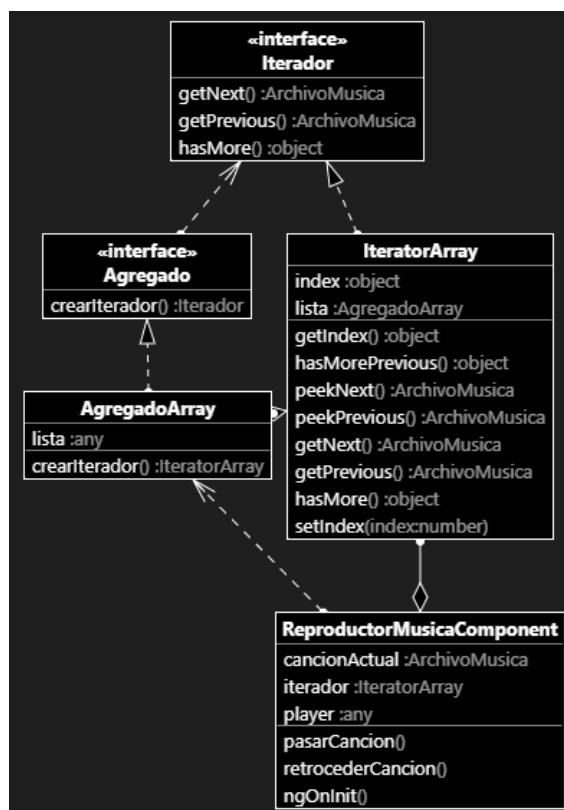 «interface»
Iterador
getNext() :ArchivoMusica
getPrevious() :ArchivoMusica
hasMore() :object
«interface»
Agregado
crearIterador() :Iterador
IteratorArray
index :object
lista :AgregadoArray
getIndex() :object
hasMorePrevious() :object
peekNext() :ArchivoMusica
peekPrevious() :ArchivoMusica
getNext() :ArchivoMusica
getPrevious() :ArchivoMusica
hasMore() :object
setIndex(index:number)
AgregadoArray
lista :any
crearIterador() :IteratorArray
ReproductorMusicaComponent
cancionActual :ArchivoMusica
iterador :IteratorArray
player :any
pasarCancion()
retrocederCancion()
ngOnInit()